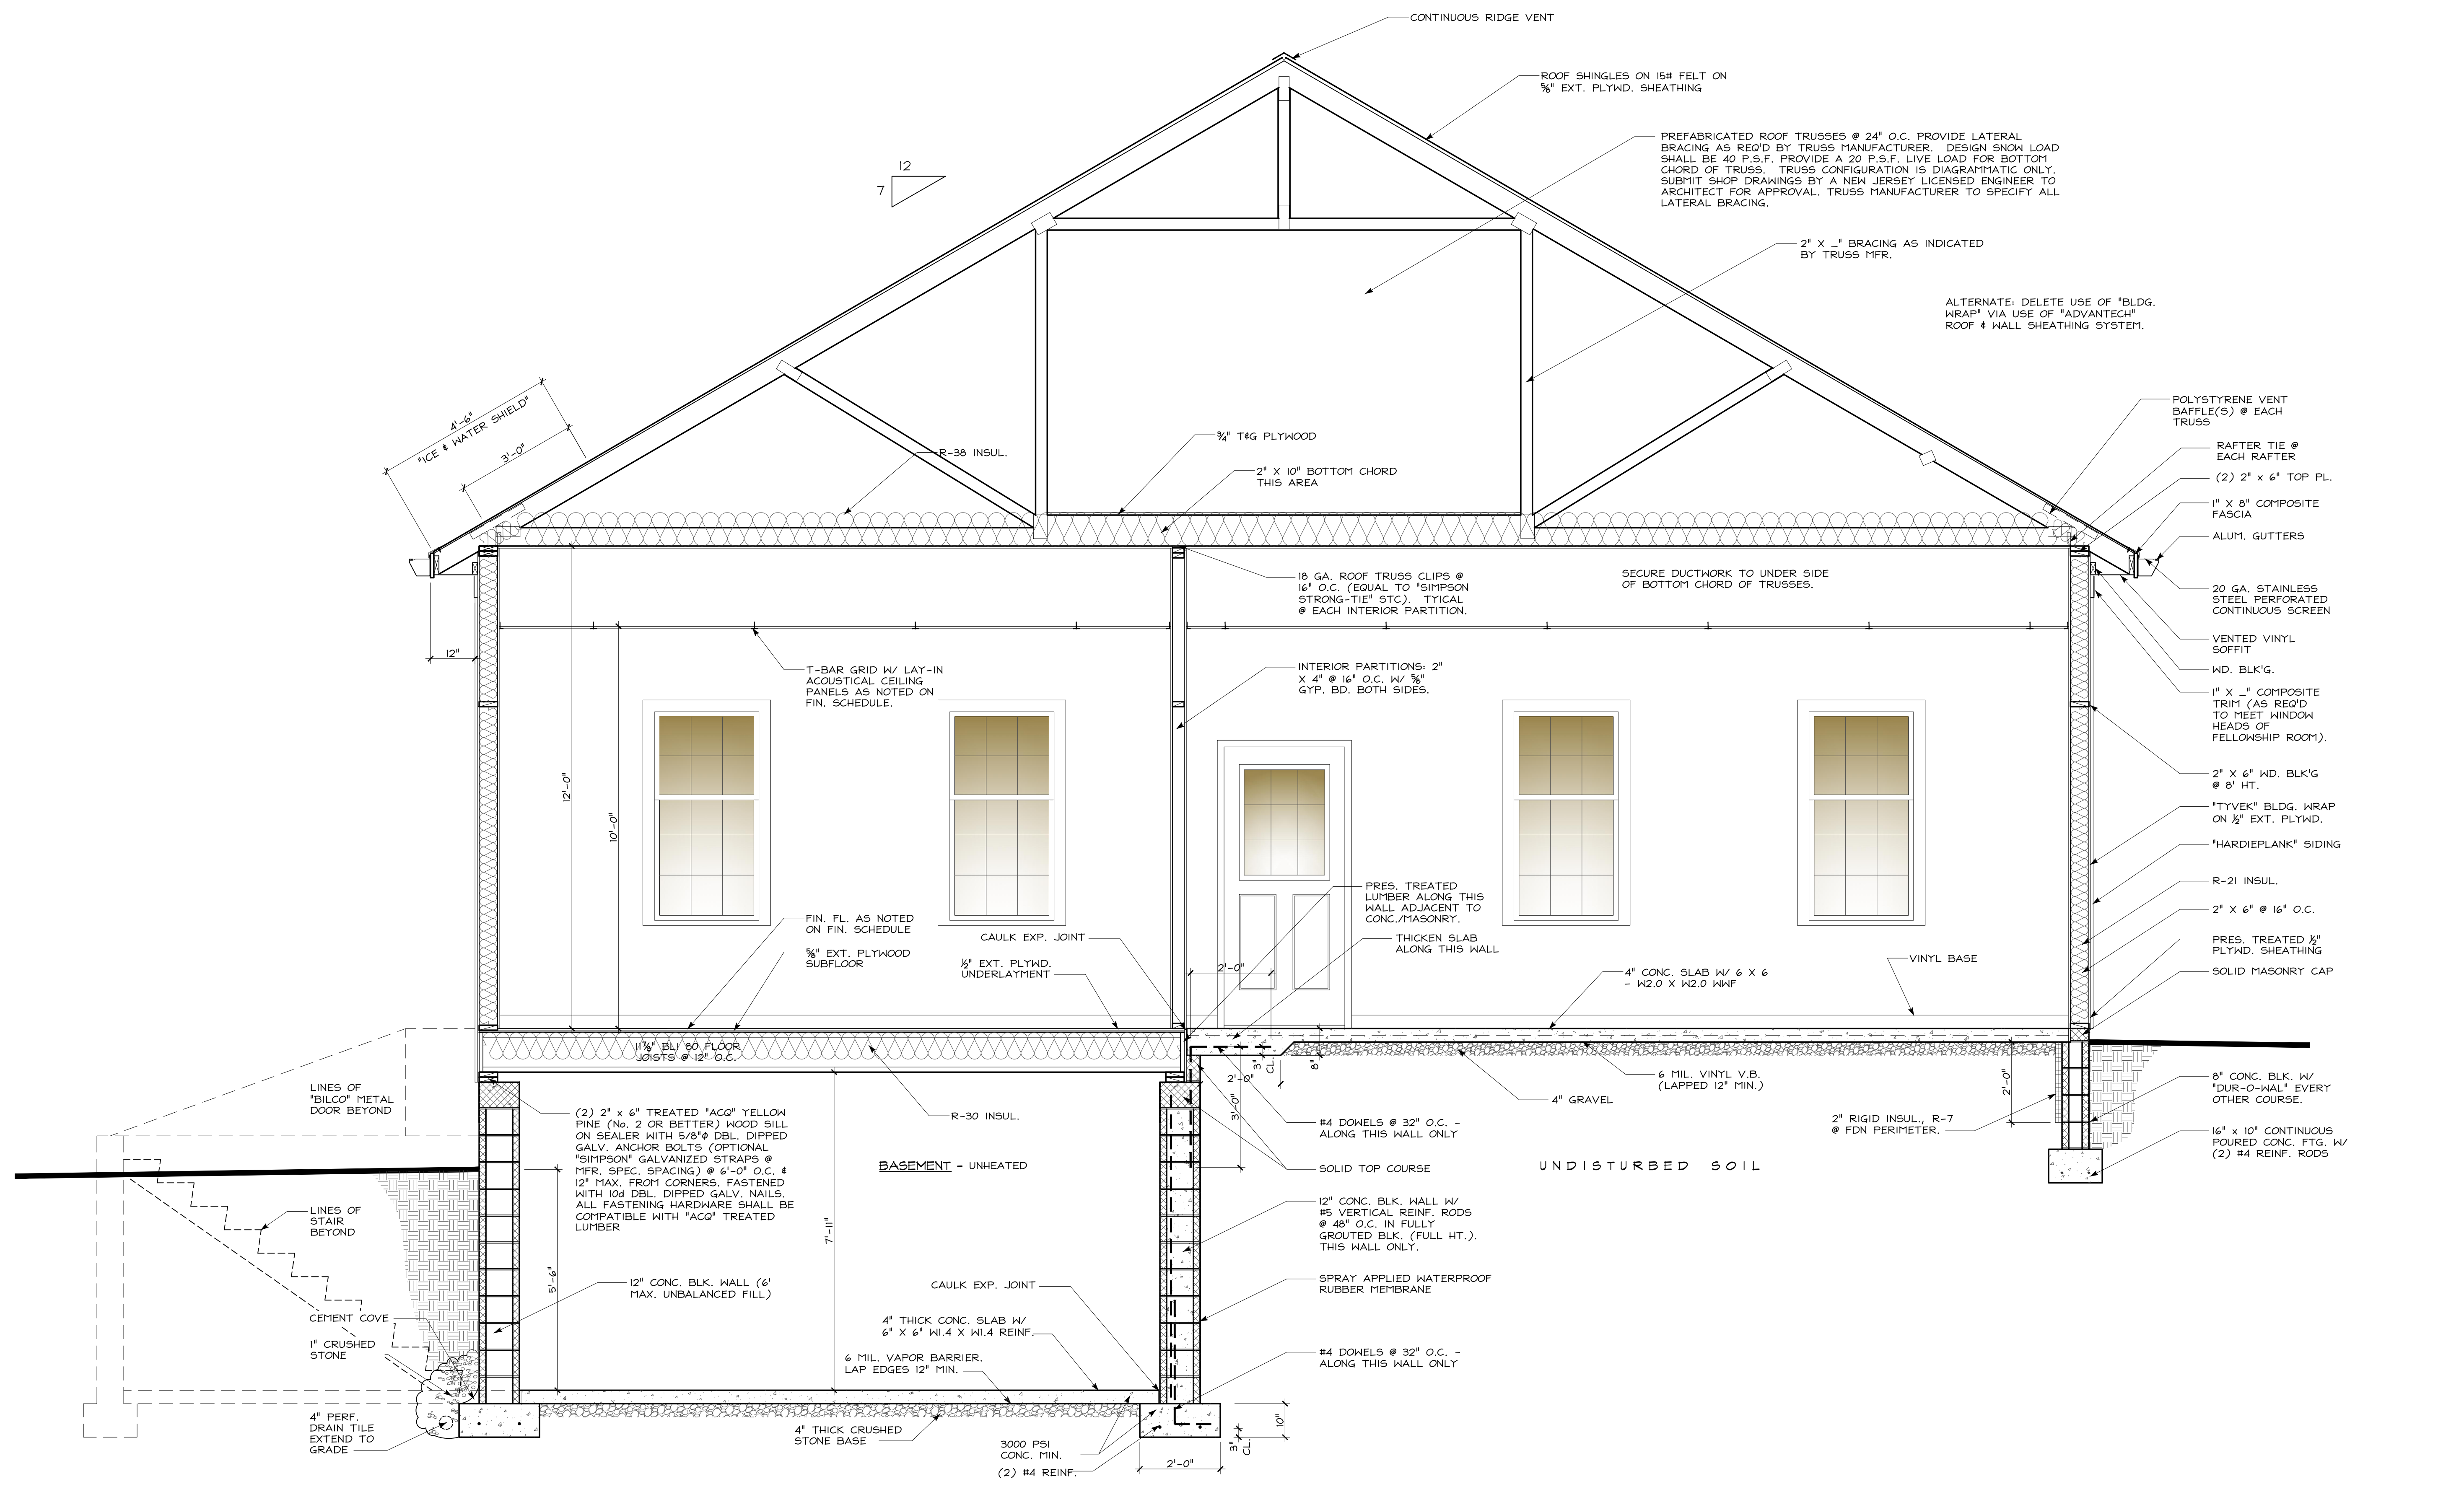 CONTINUOUS RIDGE VENT
ROOF SHINGLES ON 15# FELT ON
⅝" EXT. PLYWD. SHEATHING
12
7
PREFABRICATED ROOF TRUSSES @ 24" O.C. PROVIDE LATERAL
BRACING AS REQ'D BY TRUSS MANUFACTURER. DESIGN SNOW LOAD
SHALL BE 40 P.S.F. PROVIDE A 20 P.S.F. LIVE LOAD FOR BOTTOM
CHORD OF TRUSS. TRUSS CONFIGURATION IS DIAGRAMMATIC ONLY.
SUBMIT SHOP DRAWINGS BY A NEW JERSEY LICENSED ENGINEER TO
ARCHITECT FOR APPROVAL. TRUSS MANUFACTURER TO SPECIFY ALL
LATERAL BRACING.
2" X _" BRACING AS INDICATED
BY TRUSS MFR.
ALTERNATE: DELETE USE OF "BLDG.
WRAP" VIA USE OF "ADVANTECH"
ROOF & WALL SHEATHING SYSTEM.
4'-6"
"ICE & WATER SHIELD"
3'-0"
R-38 INSUL.
¾" T&G PLYWOOD
2" X 10" BOTTOM CHORD
THIS AREA
POLYSTYRENE VENT
BAFFLE(S) @ EACH
TRUSS
RAFTER TIE @
EACH RAFTER
(2) 2" x 6" TOP PL.
1" X 8" COMPOSITE
FASCIA
ALUM. GUTTERS
20 GA. STAINLESS
STEEL PERFORATED
CONTINUOUS SCREEN
VENTED VINYL
SOFFIT
WD. BLK'G.
1" X _" COMPOSITE
TRIM (AS REQ'D
TO MEET WINDOW
HEADS OF
FELLOWSHIP ROOM).
2" X 6" WD. BLK'G
@ 8' HT.
"TYVEK" BLDG. WRAP
ON ½" EXT. PLYWD.
"HARDIEPLANK" SIDING
R-21 INSUL.
2" X 6" @ 16" O.C.
PRES. TREATED ½"
PLYWD. SHEATHING
SOLID MASONRY CAP
8" CONC. BLK. W/
"DUR-O-WAL" EVERY
OTHER COURSE.
16" x 10" CONTINUOUS
POURED CONC. FTG. W/
(2) #4 REINF. RODS
18 GA. ROOF TRUSS CLIPS @
16" O.C. (EQUAL TO "SIMPSON
STRONG-TIE" STC). TYICAL
@ EACH INTERIOR PARTITION.
SECURE DUCTWORK TO UNDER SIDE
OF BOTTOM CHORD OF TRUSSES.
12"
T-BAR GRID W/ LAY-IN
ACOUSTICAL CEILING
PANELS AS NOTED ON
FIN. SCHEDULE.
INTERIOR PARTITIONS: 2"
X 4" @ 16" O.C. W/ ⅝"
GYP. BD. BOTH SIDES.
12'-0"
10'-0"
FIN. FL. AS NOTED
ON FIN. SCHEDULE
⅝" EXT. PLYWOOD
SUBFLOOR
CAULK EXP. JOINT
½" EXT. PLYWD.
UNDERLAYMENT
PRES. TREATED
LUMBER ALONG THIS
WALL ADJACENT TO
CONC./MASONRY.
THICKEN SLAB
ALONG THIS WALL
2'-0"
4" CONC. SLAB W/ 6 X 6
- W2.0 X W2.0 WWF
VINYL BASE
11⅞" BLI 80 FLOOR
JOISTS @ 12" O.C.
3"
CL.
8"
2'-0"
3'-0"
2'-0"
6 MIL. VINYL V.B.
(LAPPED 12" MIN.)
4" GRAVEL
2" RIGID INSUL., R-7
@ FDN PERIMETER.
LINES OF
"BILCO" METAL
DOOR BEYOND
(2) 2" x 6" TREATED "ACQ" YELLOW
PINE (No. 2 OR BETTER) WOOD SILL
ON SEALER WITH 5/8"ϕ DBL. DIPPED
GALV. ANCHOR BOLTS (OPTIONAL
"SIMPSON" GALVANIZED STRAPS @
MFR. SPEC. SPACING) @ 6'-0" O.C. &
12" MAX. FROM CORNERS. FASTENED
WITH 10d DBL. DIPPED GALV. NAILS.
ALL FASTENING HARDWARE SHALL BE
COMPATIBLE WITH "ACQ" TREATED
LUMBER
R-30 INSUL.
BASEMENT - UNHEATED
#4 DOWELS @ 32" O.C. -
ALONG THIS WALL ONLY
SOLID TOP COURSE
UNDISTURBED SOIL
12" CONC. BLK. WALL W/
#5 VERTICAL REINF. RODS
@ 48" O.C. IN FULLY
GROUTED BLK. (FULL HT.).
THIS WALL ONLY.
LINES OF
STAIR
BEYOND
7'-11"
5'-6"
12" CONC. BLK. WALL (6'
MAX. UNBALANCED FILL)
CAULK EXP. JOINT
SPRAY APPLIED WATERPROOF
RUBBER MEMBRANE
CEMENT COVE
1" CRUSHED
STONE
4" THICK CONC. SLAB W/
6" X 6" W1.4 X W1.4 REINF.
6 MIL. VAPOR BARRIER.
LAP EDGES 12" MIN.
#4 DOWELS @ 32" O.C. -
ALONG THIS WALL ONLY
4" PERF.
DRAIN TILE
EXTEND TO
GRADE
4" THICK CRUSHED
STONE BASE
3000 PSI
CONC. MIN.
(2) #4 REINF.
10"
3"
CL.
2'-0"